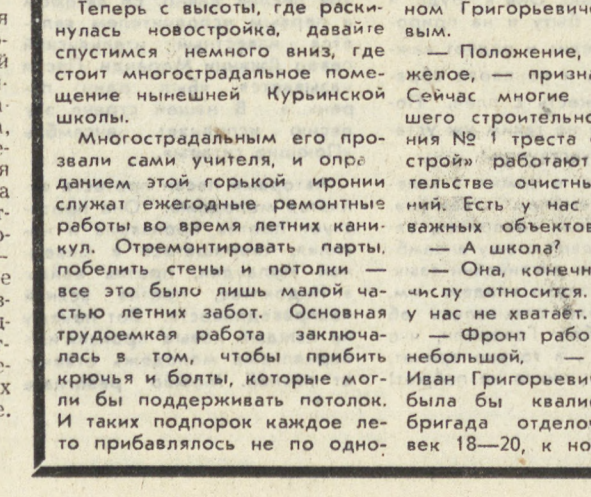 Теперь с высоты, где раски-
нулась новостройка, давайте
спустимся немного вниз, где
стоит многострадальное поме-
щение нынешней Курьинской
школы.
Многострадальным его про-
звали сами учителя, и опра
данием этой горькой иронии
служат ежегодные ремонтные
работы во время летних кани-
кул. Отремонтировать парты,
побелить стены и потолки —
все это было лишь малой ча-
стью летних забот. Основная
трудоемкая работа заключа-
лась в том, чтобы прибить
крючья и болты, которые мог-
ли бы поддерживать потолок.
И таких подпорок каждое ле-
то прибавлялось не по одно-
ном Григорьевич
вым.
— Положение,
желое, — призна
Сейчас многие
шего строительно
ния № 1 треста
строй» работают
тельстве очистны
ний. Есть у нас
важных объектов
— А школа?
— Она, конечн
числу относится.
у нас не хватает.
— Фронт рабо
небольшой, —
Иван Григорьеви
была бы квали
бригада отдело
век 18—20, к но